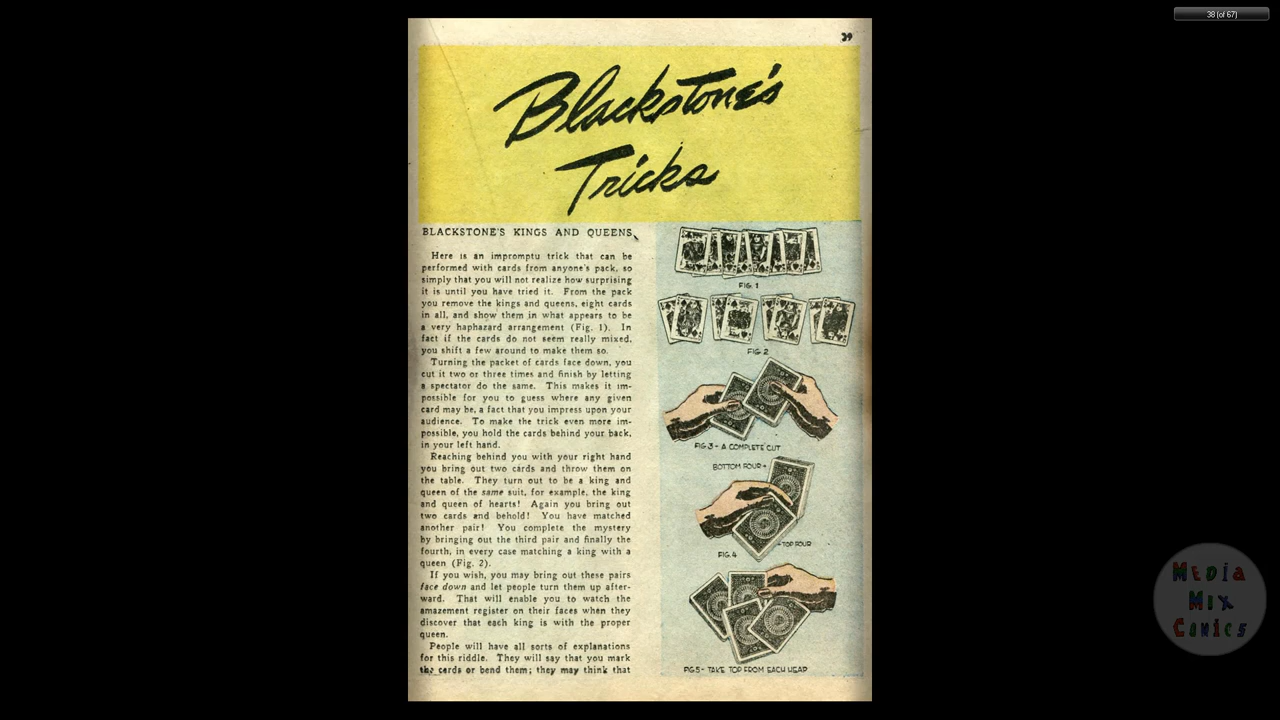 38 (of 67)
39
Blackstone's
Tricks
BLACKSTONE'S KINGS AND QUEENS
Here is an impromptu trick that can be
performed with cards from anyone's pack, so
simply that you will not realize how surprising
it is until you have tried it. From the pack
you remove the kings and queens, eight cards
in all, and show them in what appears to be
a very haphazard arrangement (Fig. 1). In
fact if the cards do not seem really mixed,
you shift a few around to make them so.
Turning the packet of cards face down, you
cut it two or three times and finish by letting
a spectator do the same. This makes it im-
possible for you to guess where any given
card may be, a fact that you impress upon your
audience. To make the trick even more im-
possible, you hold the cards behind your back,
in your left hand.
Reaching behind you with your right hand
you bring out two cards and throw them on
the table. They turn out to be a king and
queen of the same suit, for example, the king
and queen of hearts! Again you bring out
two cards and behold! You have matched
another pair! You complete the mystery
by bringing out the third pair and finally the
fourth, in every case matching a king with a
queen (Fig. 2).
If you wish, you may bring out these pairs
face down and let people turn them up after-
ward. That will enable you to watch the
amazement register on their faces when they
discover that each king is with the proper
queen.
People will have all sorts of explanations
for this riddle. They will say that you mark
the cards or bend them; they may think that
FIG. 1
FIG. 2
FIG. 3 - A COMPLETE CUT
BOTTOM FOUR
TOP FOUR
FIG. 4
FIG. 5 - TAKE TOP FROM EACH HEAP
MEDIA
MIX
COMICS